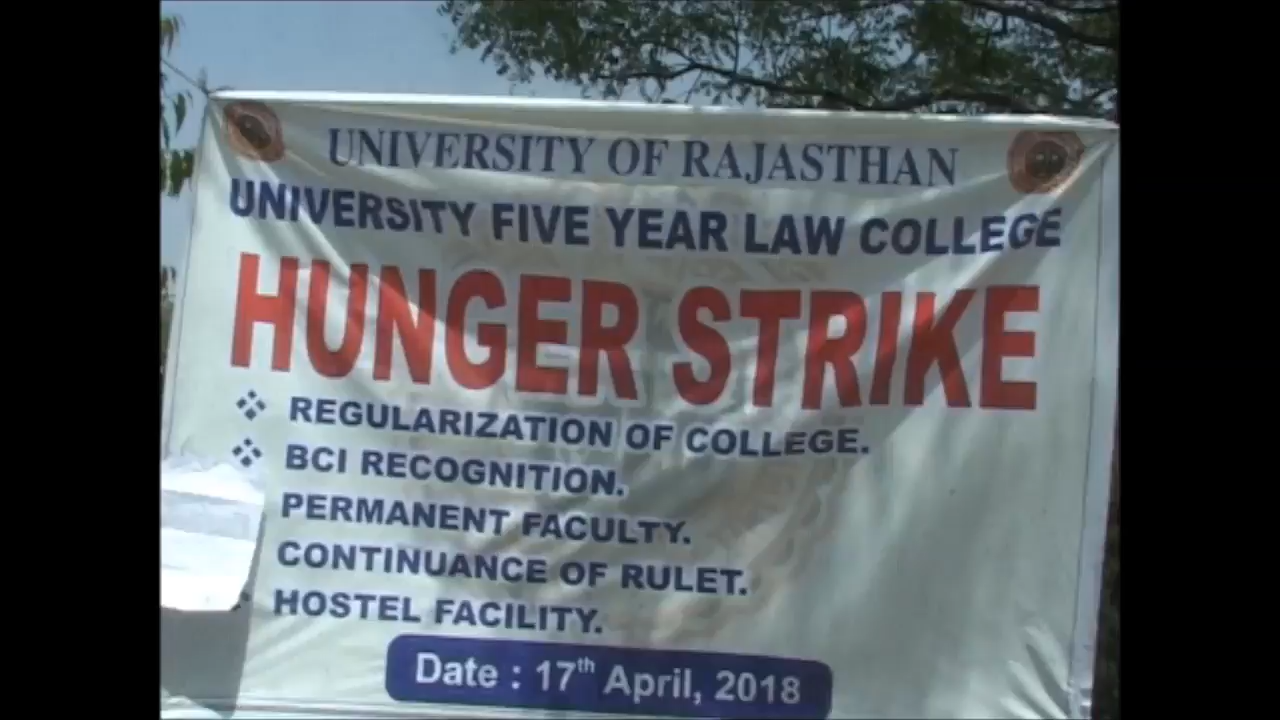 UNIVERSITY OF RAJASTHAN
UNIVERSITY FIVE YEAR LAW COLLEGE
HUNGER STRIKE
REGULARIZATION OF COLLEGE.
BCI RECOGNITION.
PERMANENT FACULTY.
CONTINUANCE OF RULET.
HOSTEL FACILITY.
Date : 17th April, 2018